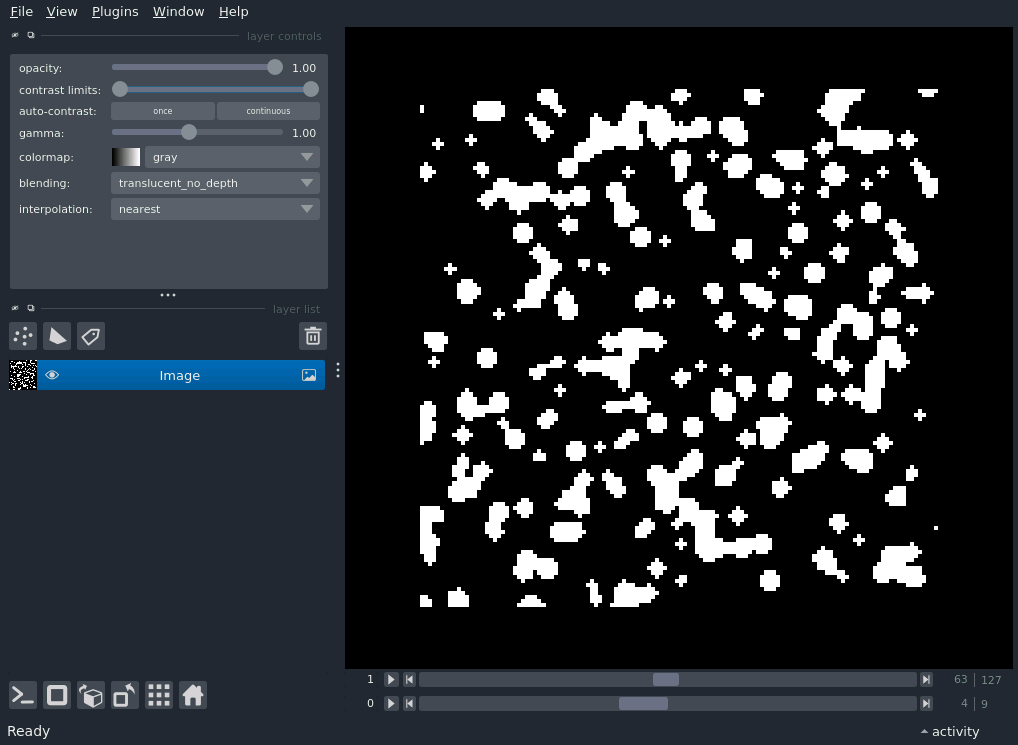 File View Plugins Window Help
layer controls
opacity: 1.00
contrast limits:
auto-contrast: once continuous
gamma: 1.00
colormap: gray
blending: translucent_no_depth
interpolation: nearest
layer list
Image
1 63 127
0 4 9
Ready activity